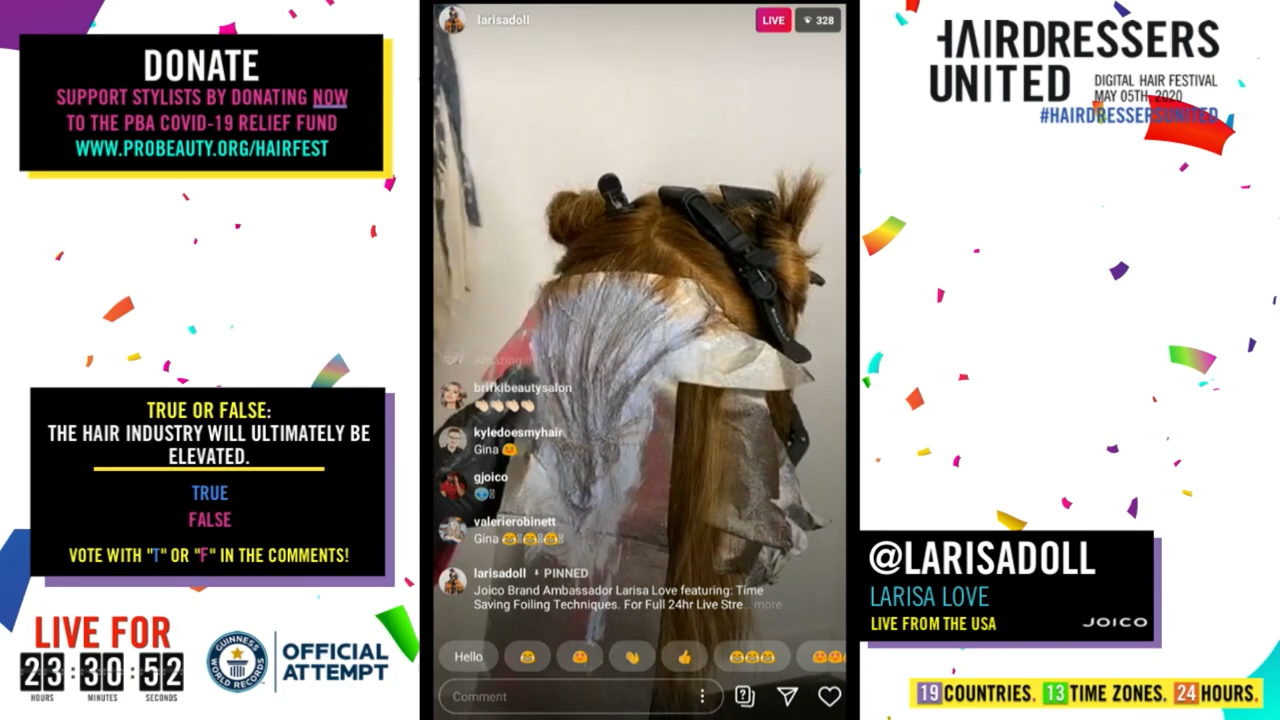 DONATE
SUPPORT STYLISTS BY DONATING NOW
TO THE PBA COVID-19 RELIEF FUND
WWW.PROBEAUTY.ORG/HAIRFEST
TRUE OR FALSE:
THE HAIR INDUSTRY WILL ULTIMATELY BE
ELEVATED.
TRUE
FALSE
VOTE WITH "T" OR "F" IN THE COMMENTS!
LIVE FOR
23:30:52
HOURS MINUTES SECONDS
GUINNESS WORLD RECORDS
OFFICIAL
ATTEMPT
larisadoll
LIVE 328
Amazing!!!
brifkibeautysalon
👏🏻👏🏻👏🏻👏🏻
kyledoesmyhair
Gina 🥰
gjoico
👽
valerierobinett
Gina 😂😂😂
larisadoll PINNED
Joico Brand Ambassador Larisa Love featuring: Time
Saving Foiling Techniques. For Full 24hr Live Stre... more
Hello 😂 🥰 👏 👍 😂😂😂 🥰🥰
Comment
HAIRDRESSERS
UNITED
DIGITAL HAIR FESTIVAL
MAY 05TH, 2020
#HAIRDRESSERSUNITED
@LARISADOLL
LARISA LOVE
LIVE FROM THE USA
JOICO
19 COUNTRIES. 13 TIME ZONES. 24 HOURS.